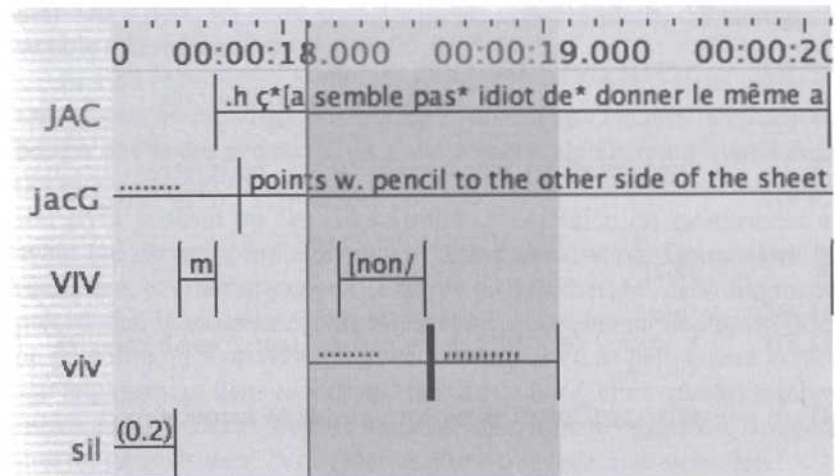 0 00:00:18.000 00:00:19.000 00:00:20
JAC .h ç*[a semble pas* idiot de* donner le même a
jacG ........ points w. pencil to the other side of the sheet
VIV m [non/
viv ........ ,,,,,,,,,,
sil (0.2)